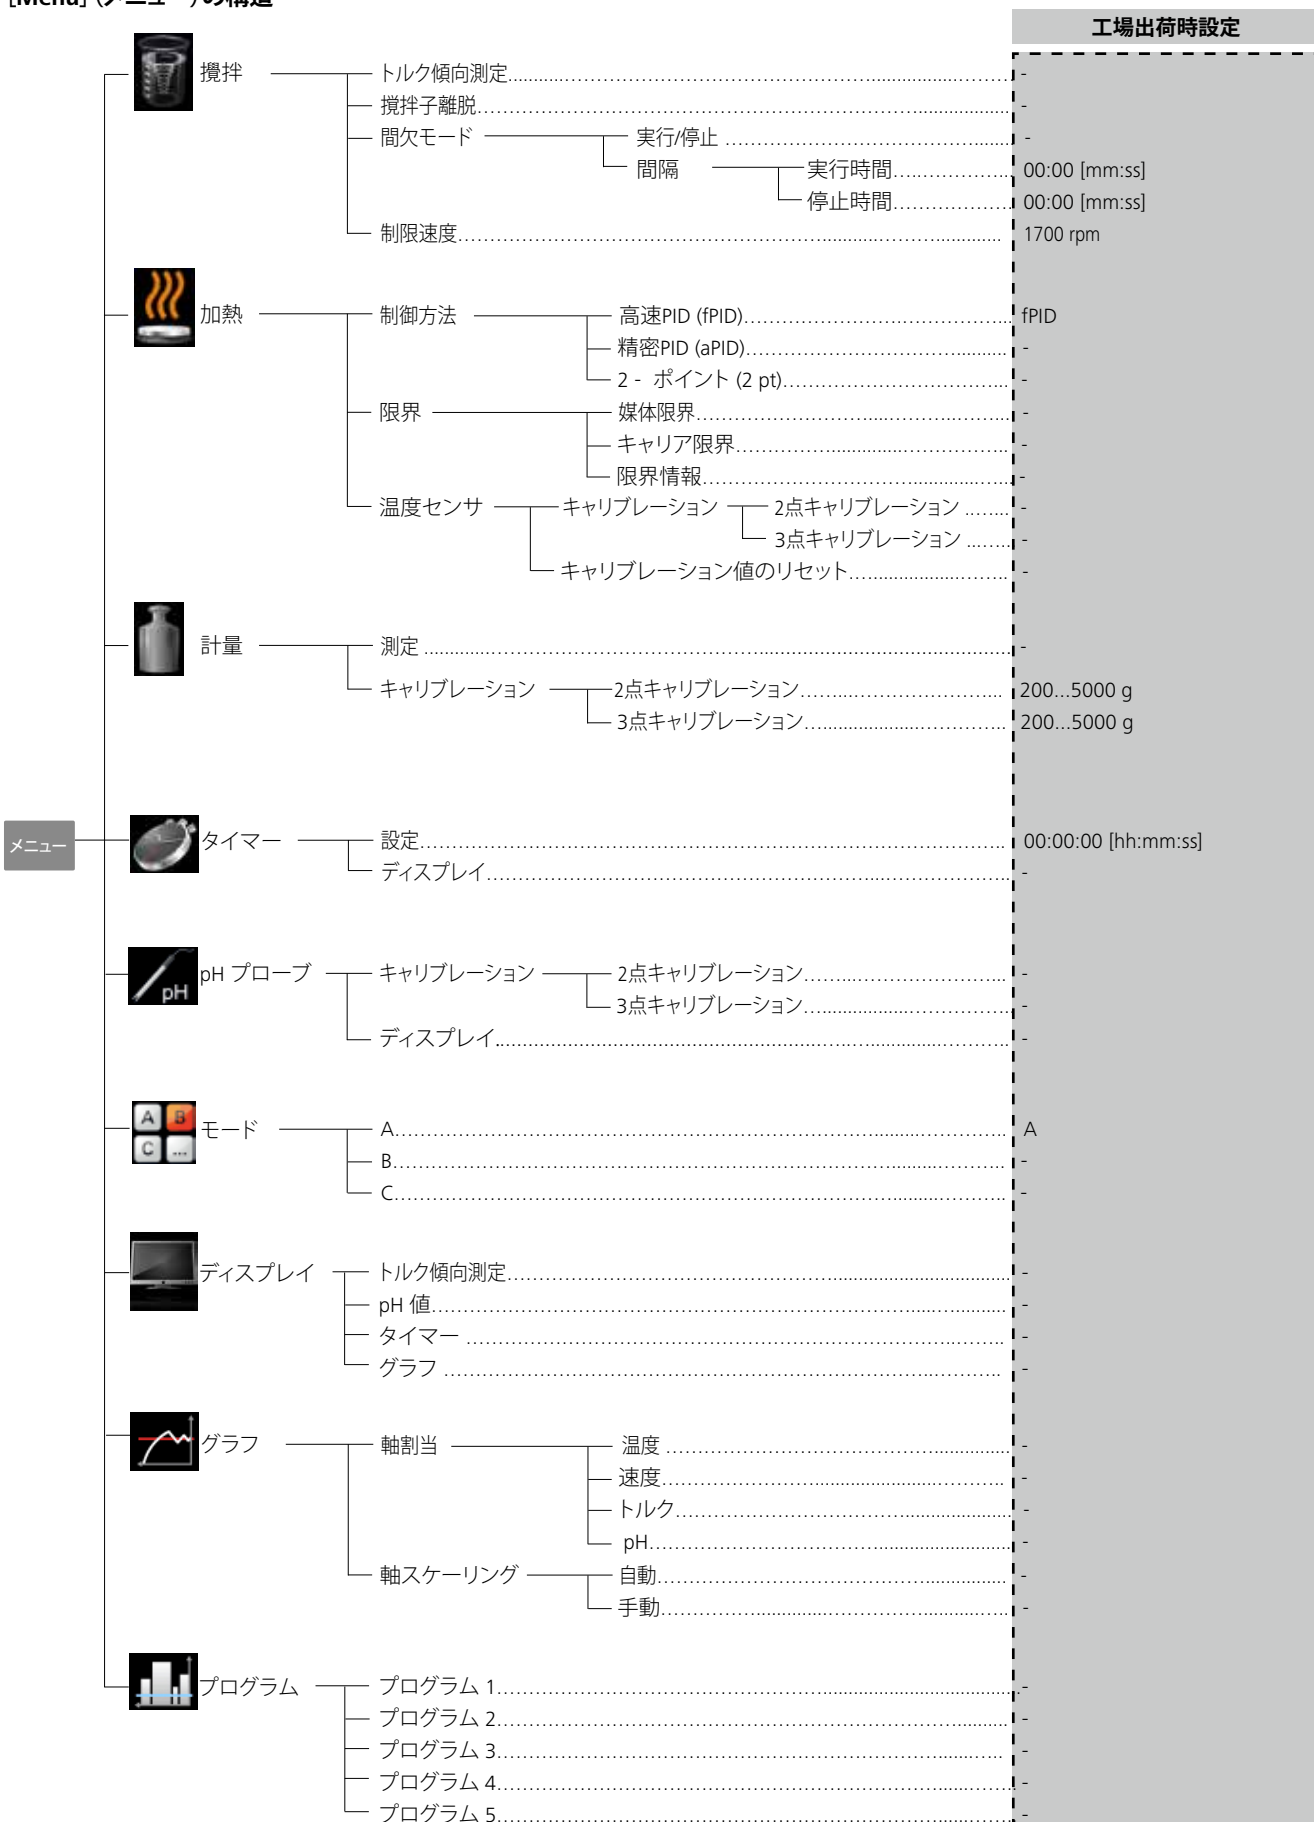 [Menu] (メニュー) の構造
工場出荷時設定
攪拌
トルク傾向測定 -
撹拌子離脱 -
間欠モード
実行/停止 -
間隔
実行時間 00:00 [mm:ss]
停止時間 00:00 [mm:ss]
制限速度 1700 rpm
加熱
制御方法
高速PID (fPID) fPID
精密PID (aPID) -
2 - ポイント (2 pt) -
限界
媒体限界 -
キャリア限界 -
限界情報 -
温度センサ
キャリブレーション
2点キャリブレーション -
3点キャリブレーション -
キャリブレーション値のリセット -
計量
測定 -
キャリブレーション
2点キャリブレーション 200...5000 g
3点キャリブレーション 200...5000 g
メニュー
タイマー
設定 00:00:00 [hh:mm:ss]
ディスプレイ -
pH
pH プローブ
キャリブレーション
2点キャリブレーション -
3点キャリブレーション -
ディスプレイ -
A B
C ...
モード
A A
B -
C -
ディスプレイ
トルク傾向測定 -
pH 値 -
タイマー -
グラフ -
グラフ
軸割当
温度 -
速度 -
トルク -
pH -
軸スケーリング
自動 -
手動 -
プログラム
プログラム 1 -
プログラム 2 -
プログラム 3 -
プログラム 4 -
プログラム 5 -